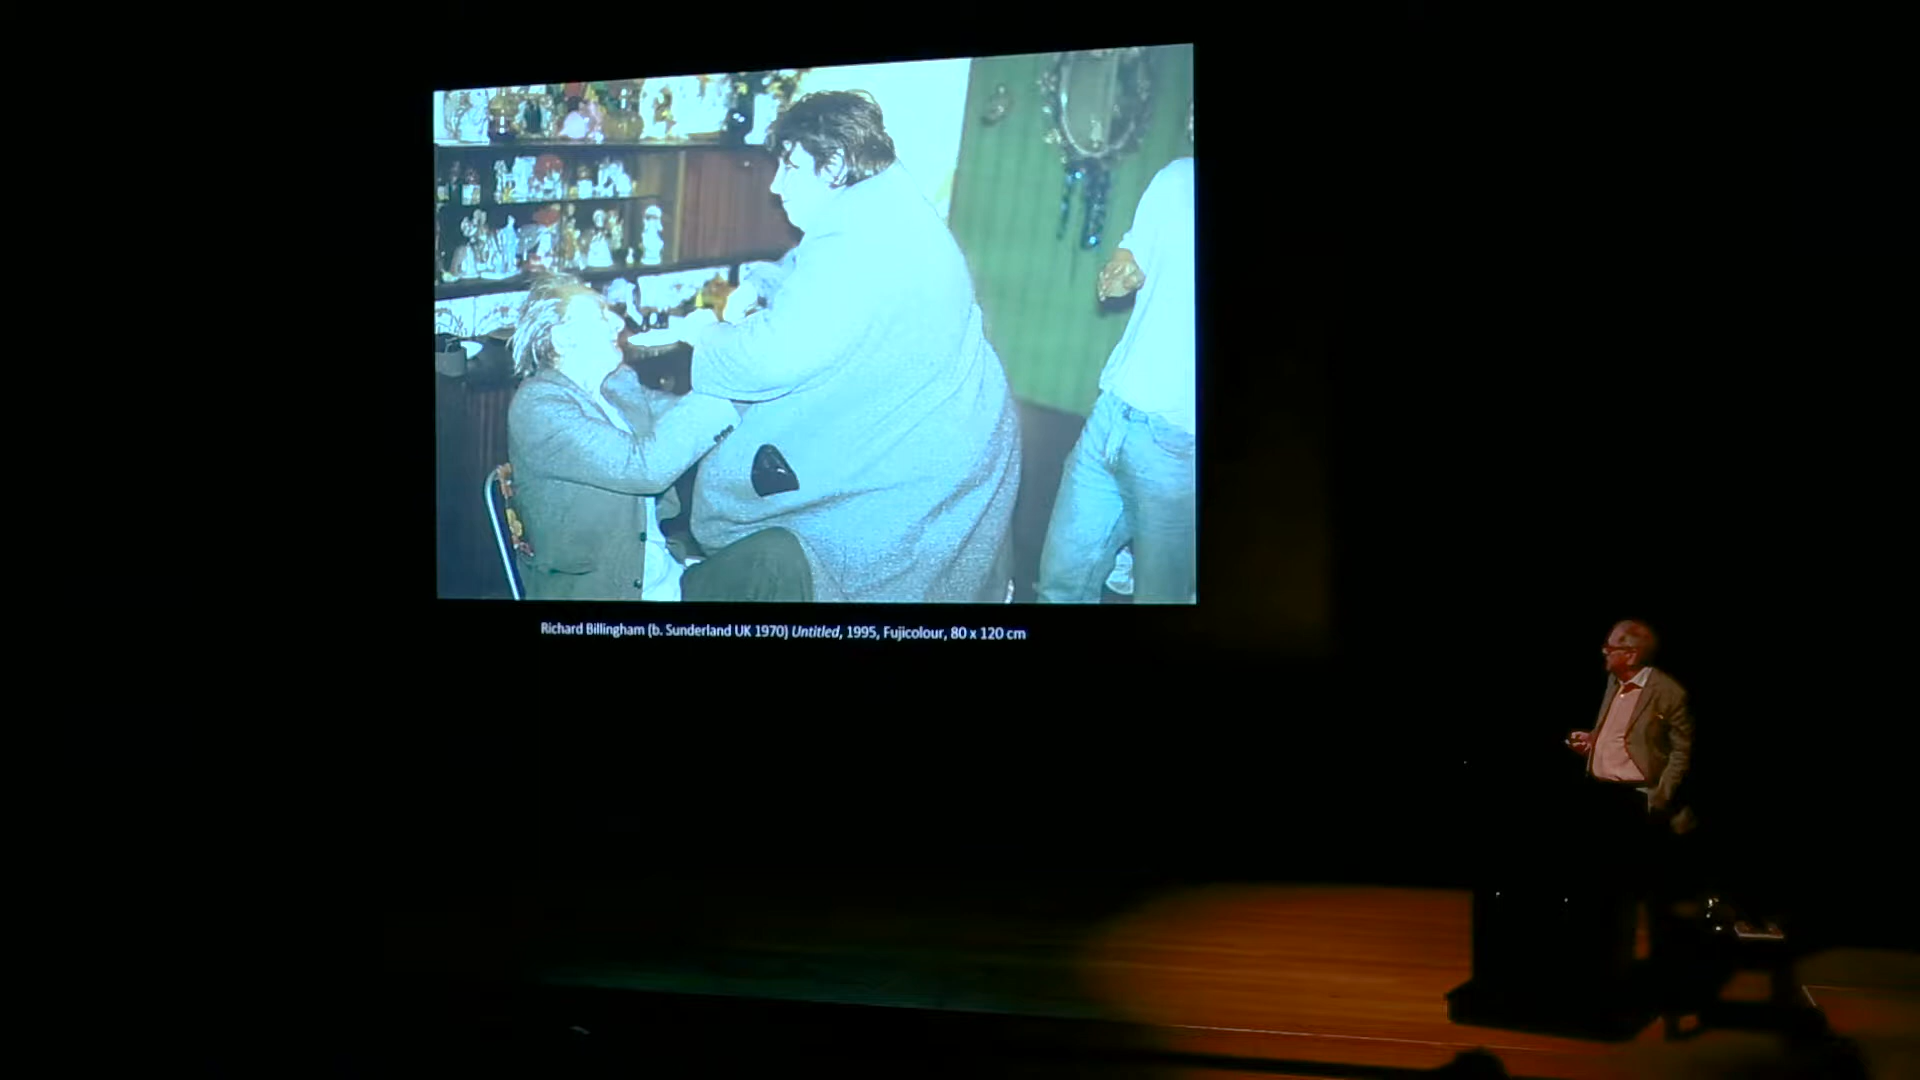 Richard Billingham (b. Sunderland UK 1970) Untitled, 1995, Fujicolour, 80 x 120 cm